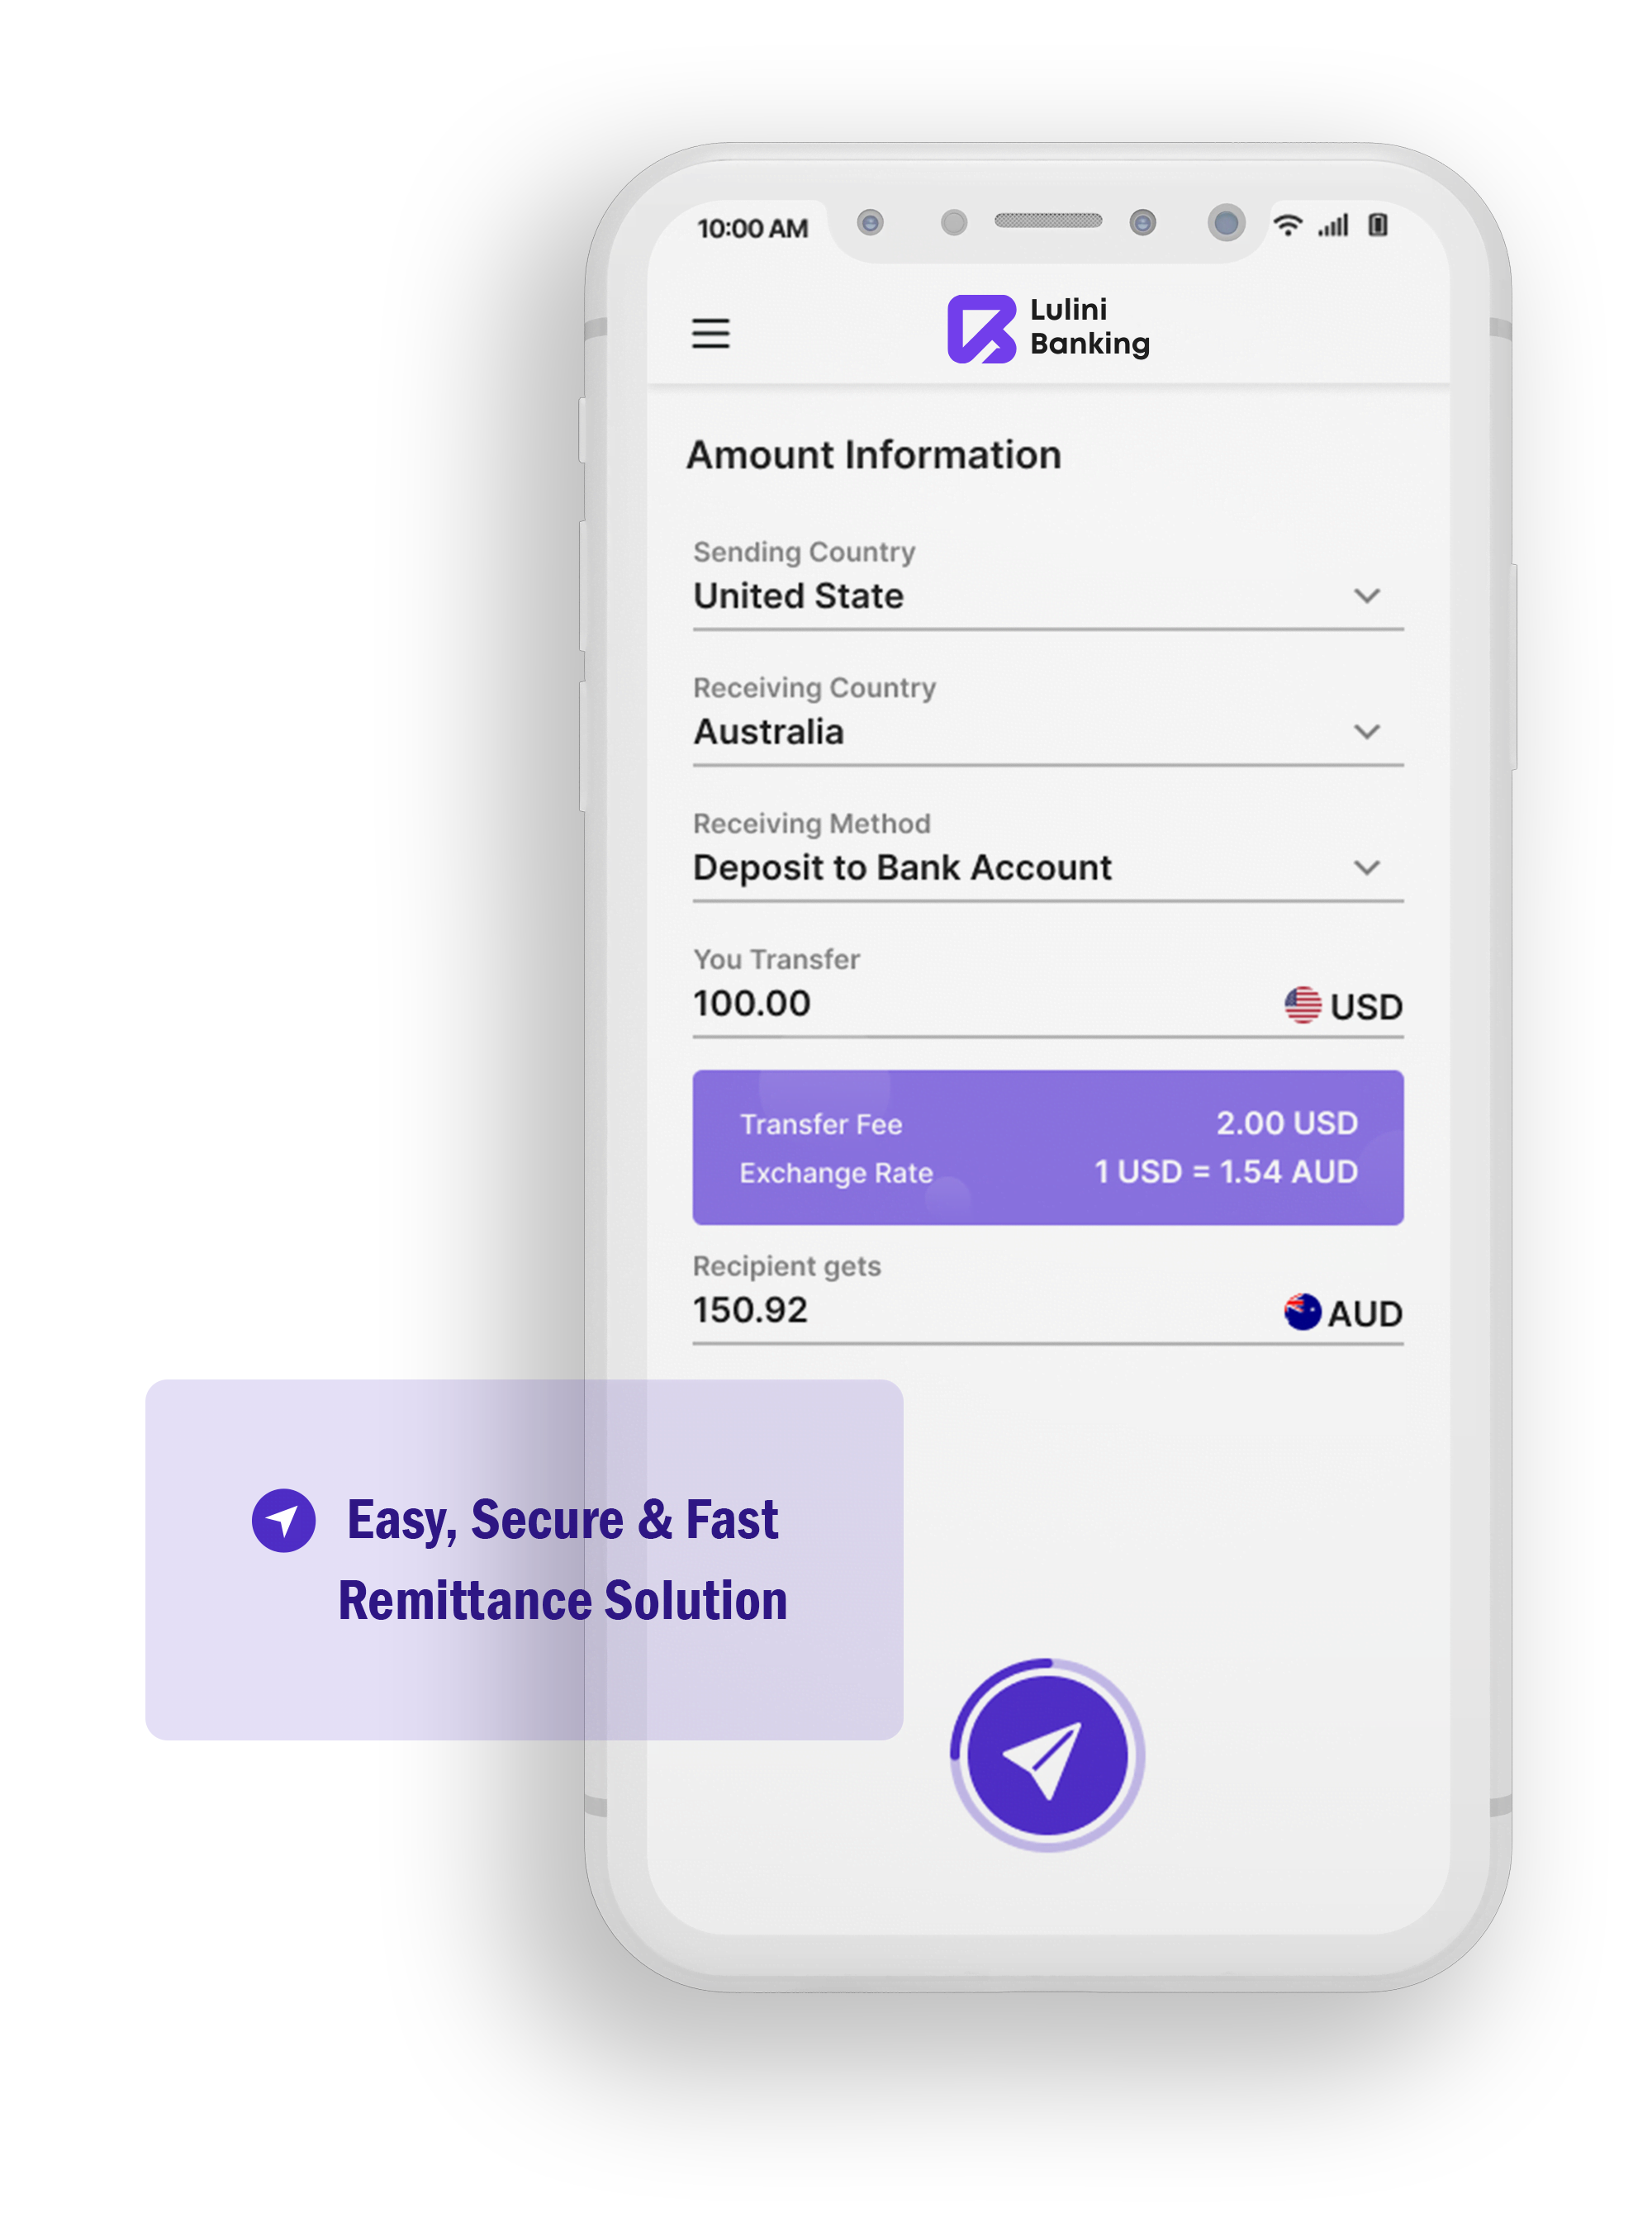 10:00 AM
Lulini
Banking
Amount Information
Sending Country
United State
Receiving Country
Australia
Receiving Method
Deposit to Bank Account
You Transfer
100.00 USD
Transfer Fee 2.00 USD
Exchange Rate 1 USD = 1.54 AUD
Recipient gets
150.92 AUD
Easy, Secure & Fast
Remittance Solution